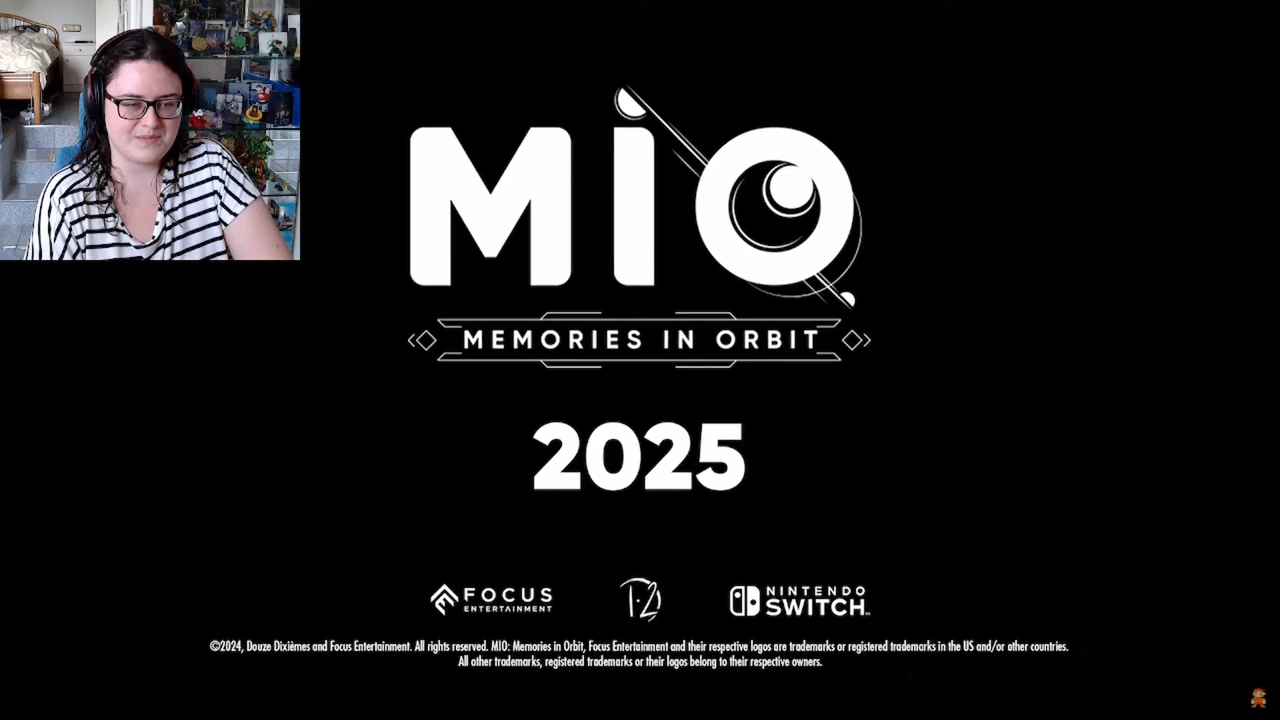 MIO
MEMORIES IN ORBIT
2025
FOCUS
ENTERTAINMENT
NINTENDO
SWITCH
©2024, Douze Dixièmes and Focus Entertainment. All rights reserved. MIO: Memories in Orbit, Focus Entertainment and their respective logos are trademarks or registered trademarks in the US and/or other countries.
All other trademarks, registered trademarks or their logos belong to their respective owners.